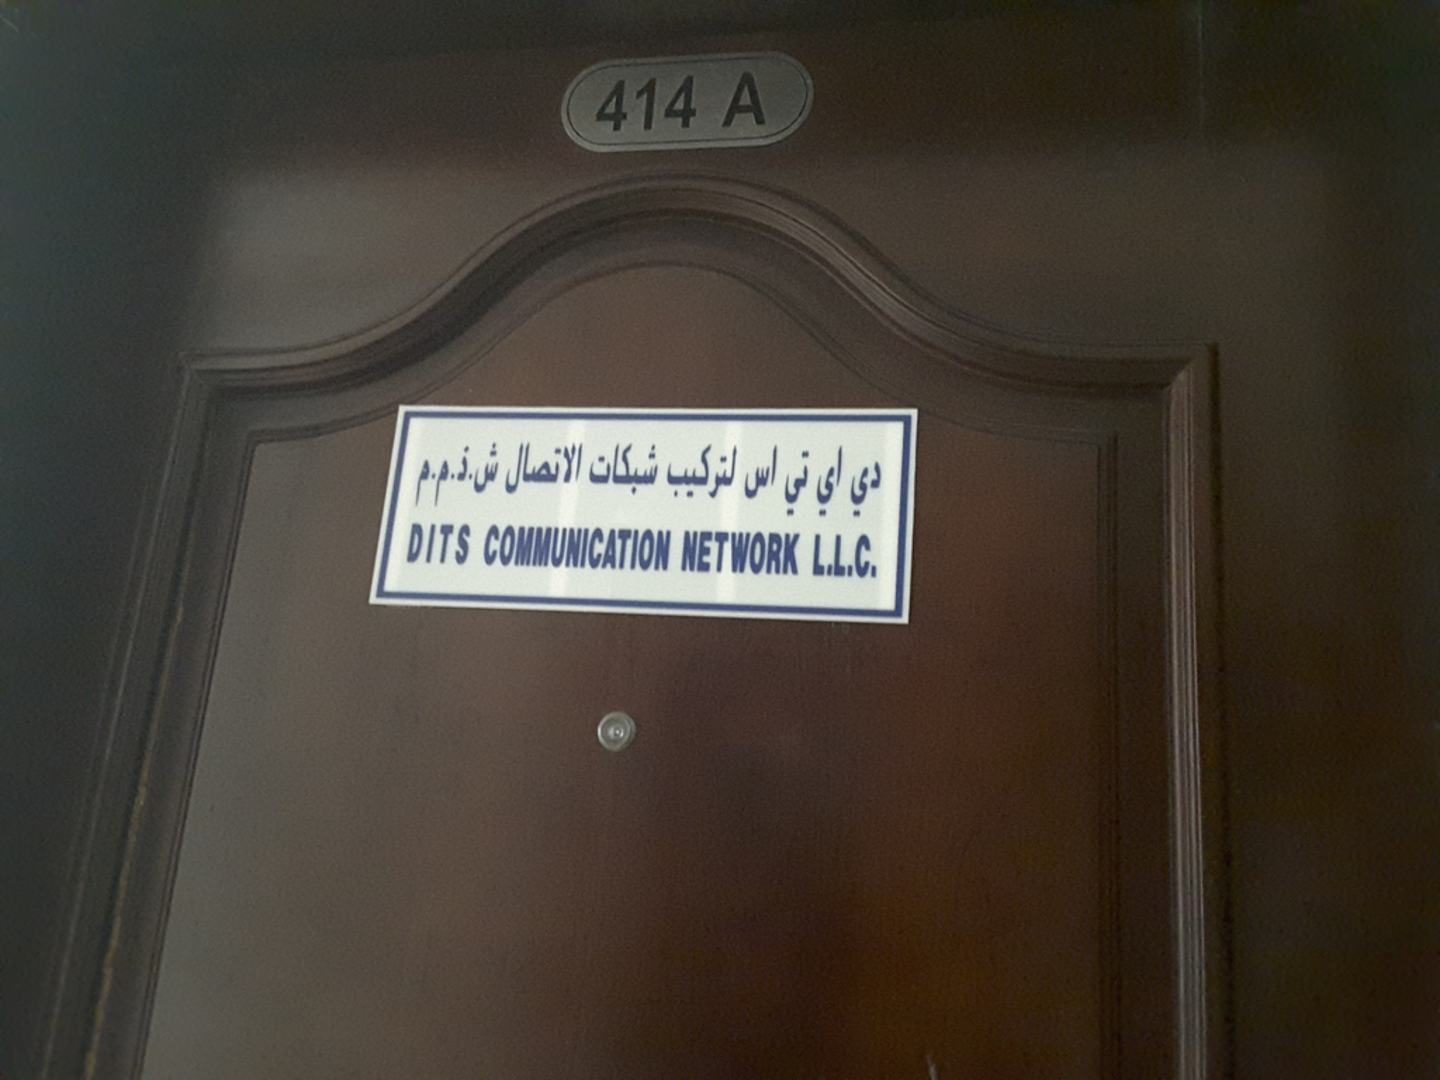 414 A
دي اي تي اس لتركيب شبكات الاتصال ش.ذ.م.م
DITS COMMUNICATION NETWORK L.L.C.